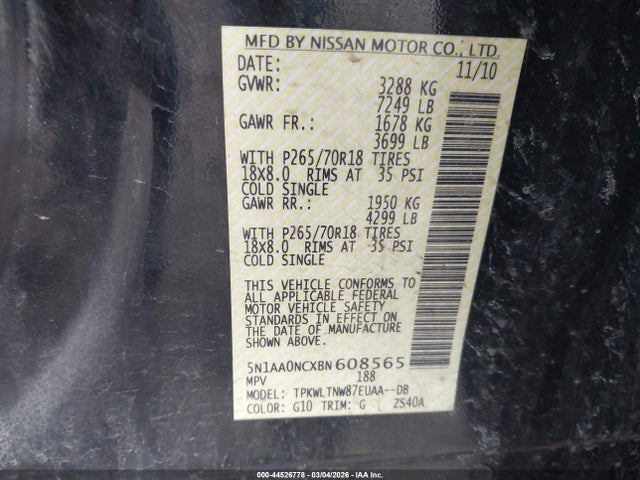 MFD BY NISSAN MOTOR CO., LTD.
DATE: 11/10
GVWR: 3288 KG
7249 LB
GAWR FR.: 1678 KG
3699 LB
WITH P265/70R18 TIRES
18X8.0 RIMS AT 35 PSI
COLD SINGLE
GAWR RR.: 1950 KG
4299 LB
WITH P265/70R18 TIRES
18X8.0 RIMS AT 35 PSI
COLD SINGLE
THIS VEHICLE CONFORMS TO
ALL APPLICABLE FEDERAL
MOTOR VEHICLE SAFETY
STANDARDS IN EFFECT ON
THE DATE OF MANUFACTURE
SHOWN ABOVE.
5N1AA0NCXBN608565
MPV 188
MODEL: TPKWLTNW87EUAA--DB
COLOR: G10 TRIM: G ZS40A
000-44526778 - 03/04/2026 - IAA Inc.